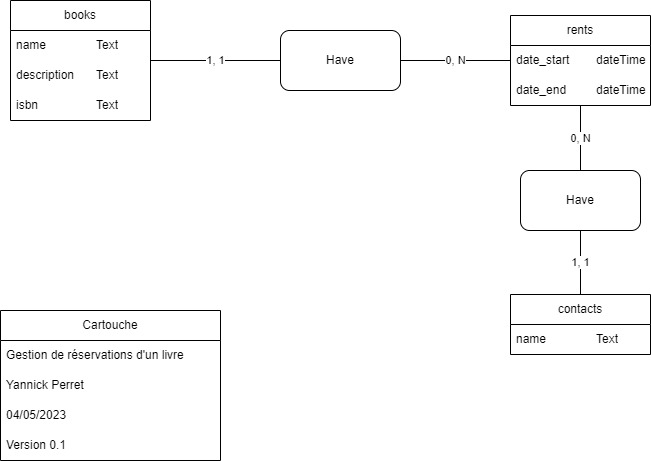 books
name Text
description Text
isbn Text
1, 1
Have
0, N
rents
date_start dateTime
date_end dateTime
0, N
Have
1, 1
contacts
name Text
Cartouche
Gestion de réservations d'un livre
Yannick Perret
04/05/2023
Version 0.1